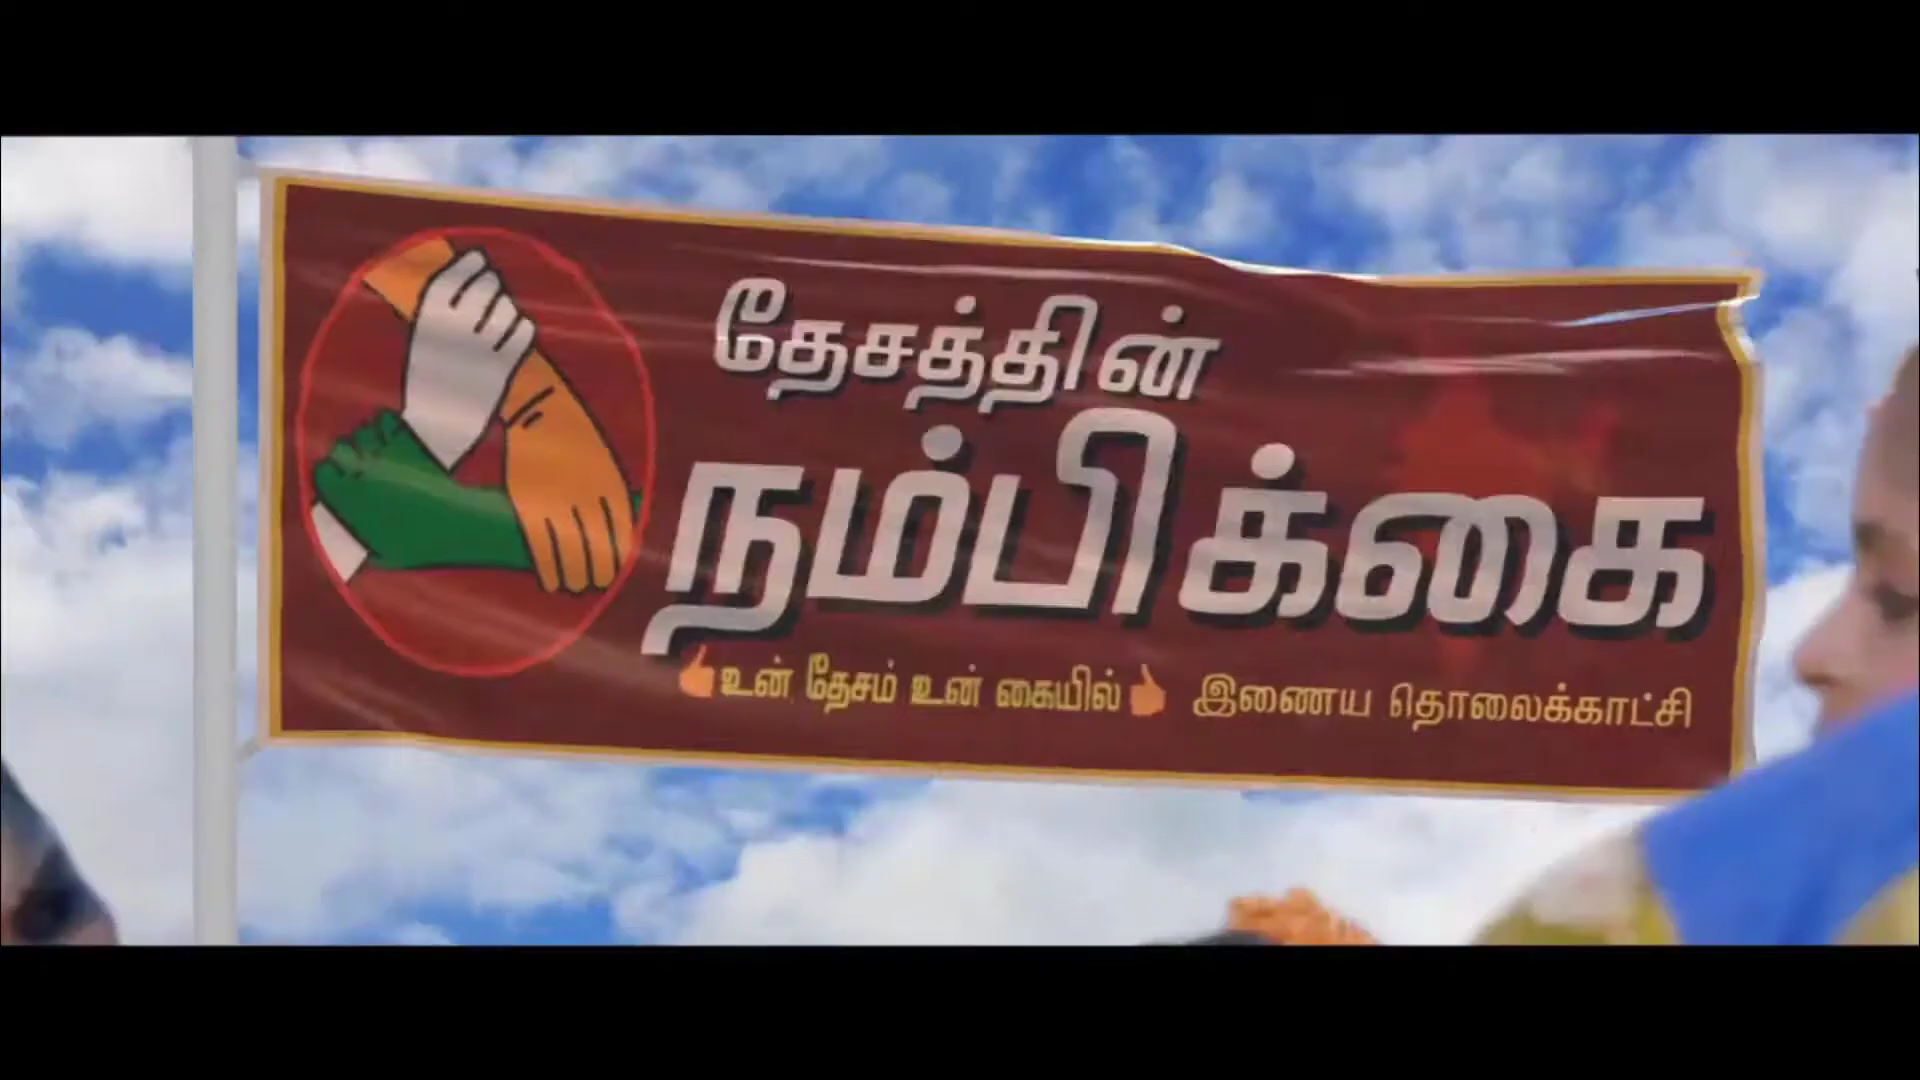 தேசத்தின்
நம்பிக்கை
உன் தேசம் உன் கையில் இணைய தொலைக்காட்சி